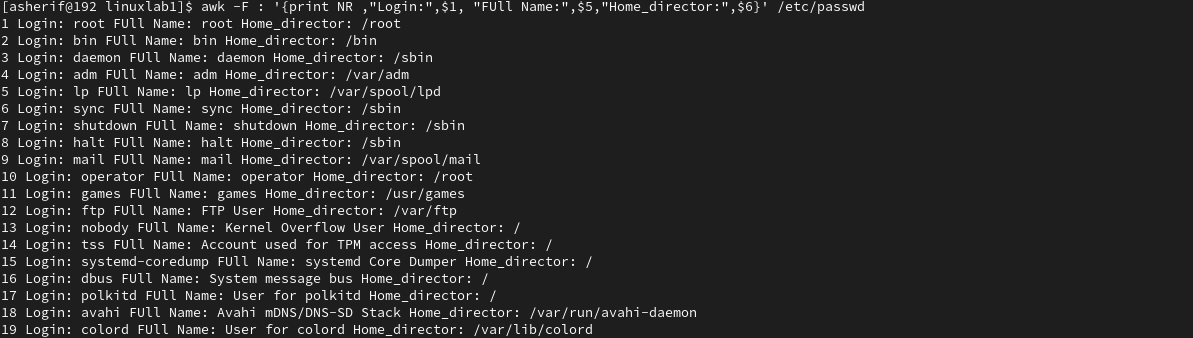 [asherif@192 linuxlab1]$ awk -F : '{print NR ,"Login:",$1, "FUll Name:",$5,"Home_director:",$6}' /etc/passwd
1 Login: root FUll Name: root Home_director: /root
2 Login: bin FUll Name: bin Home_director: /bin
3 Login: daemon FUll Name: daemon Home_director: /sbin
4 Login: adm FUll Name: adm Home_director: /var/adm
5 Login: lp FUll Name: lp Home_director: /var/spool/lpd
6 Login: sync FUll Name: sync Home_director: /sbin
7 Login: shutdown FUll Name: shutdown Home_director: /sbin
8 Login: halt FUll Name: halt Home_director: /sbin
9 Login: mail FUll Name: mail Home_director: /var/spool/mail
10 Login: operator FUll Name: operator Home_director: /root
11 Login: games FUll Name: games Home_director: /usr/games
12 Login: ftp FUll Name: FTP User Home_director: /var/ftp
13 Login: nobody FUll Name: Kernel Overflow User Home_director: /
14 Login: tss FUll Name: Account used for TPM access Home_director: /
15 Login: systemd-coredump FUll Name: systemd Core Dumper Home_director: /
16 Login: dbus FUll Name: System message bus Home_director: /
17 Login: polkitd FUll Name: User for polkitd Home_director: /
18 Login: avahi FUll Name: Avahi mDNS/DNS-SD Stack Home_director: /var/run/avahi-daemon
19 Login: colord FUll Name: User for colord Home_director: /var/lib/colord